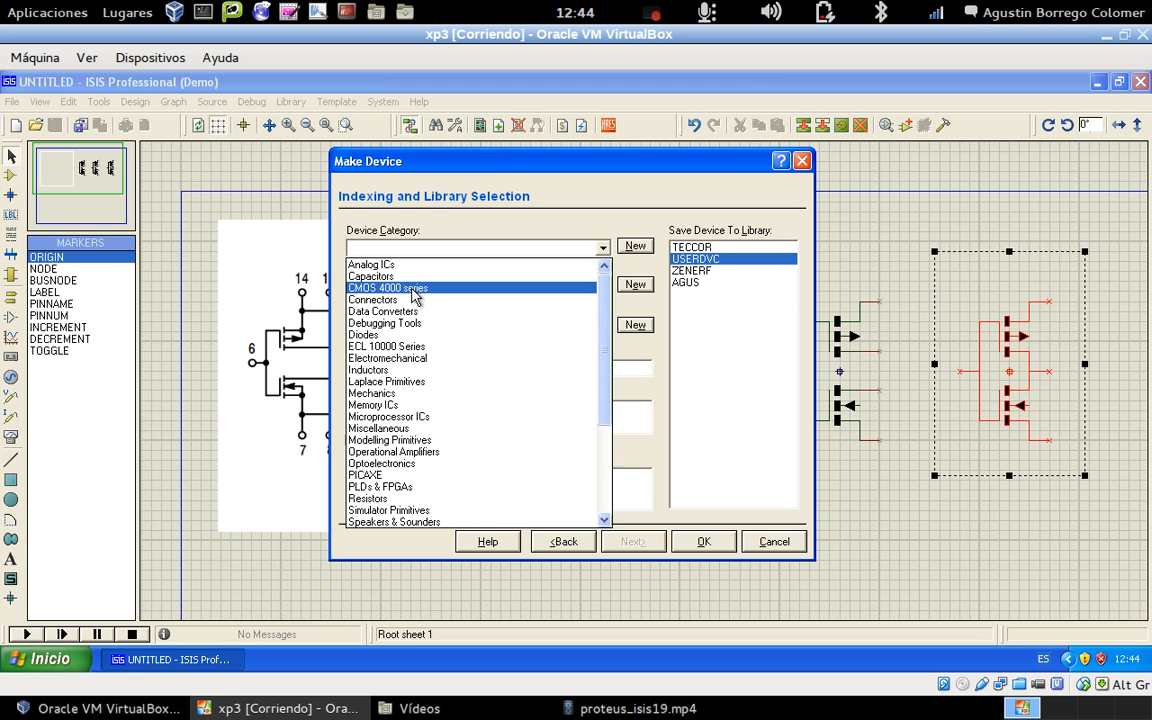 Aplicaciones Lugares 12:44 Agustin Borrego Colomer
xp3 [Corriendo] - Oracle VM VirtualBox
Máquina Ver Dispositivos Ayuda
ISIS UNTITLED - ISIS Professional (Demo)
File View Edit Tools Design Graph Source Debug Library Template System Help
ARES
0°
Make Device
LBL
MARKERS
ORIGIN
NODE
BUSNODE
LABEL
PINNAME
PINNUM
INCREMENT
DECREMENT
TOGGLE
A
S
14
6
7
Indexing and Library Selection
Device Category:
New
New
New
Analog ICs
Capacitors
CMOS 4000 series
Connectors
Data Converters
Debugging Tools
Diodes
ECL 10000 Series
Electromechanical
Inductors
Laplace Primitives
Mechanics
Memory ICs
Microprocessor ICs
Miscellaneous
Modelling Primitives
Operational Amplifiers
Optoelectronics
PICAXE
PLDs & FPGAs
Resistors
Simulator Primitives
Speakers & Sounders
Save Device To Library:
TECCOR
USERDVC
ZENERF
AGUS
Help <Back Next> OK Cancel
No Messages Root sheet 1
Inicio ISIS UNTITLED - ISIS Prof... ES 12:44
Alt Gr
Oracle VM VirtualBox... xp3 [Corriendo] - Ora... Vídeos proteus_isis19.mp4